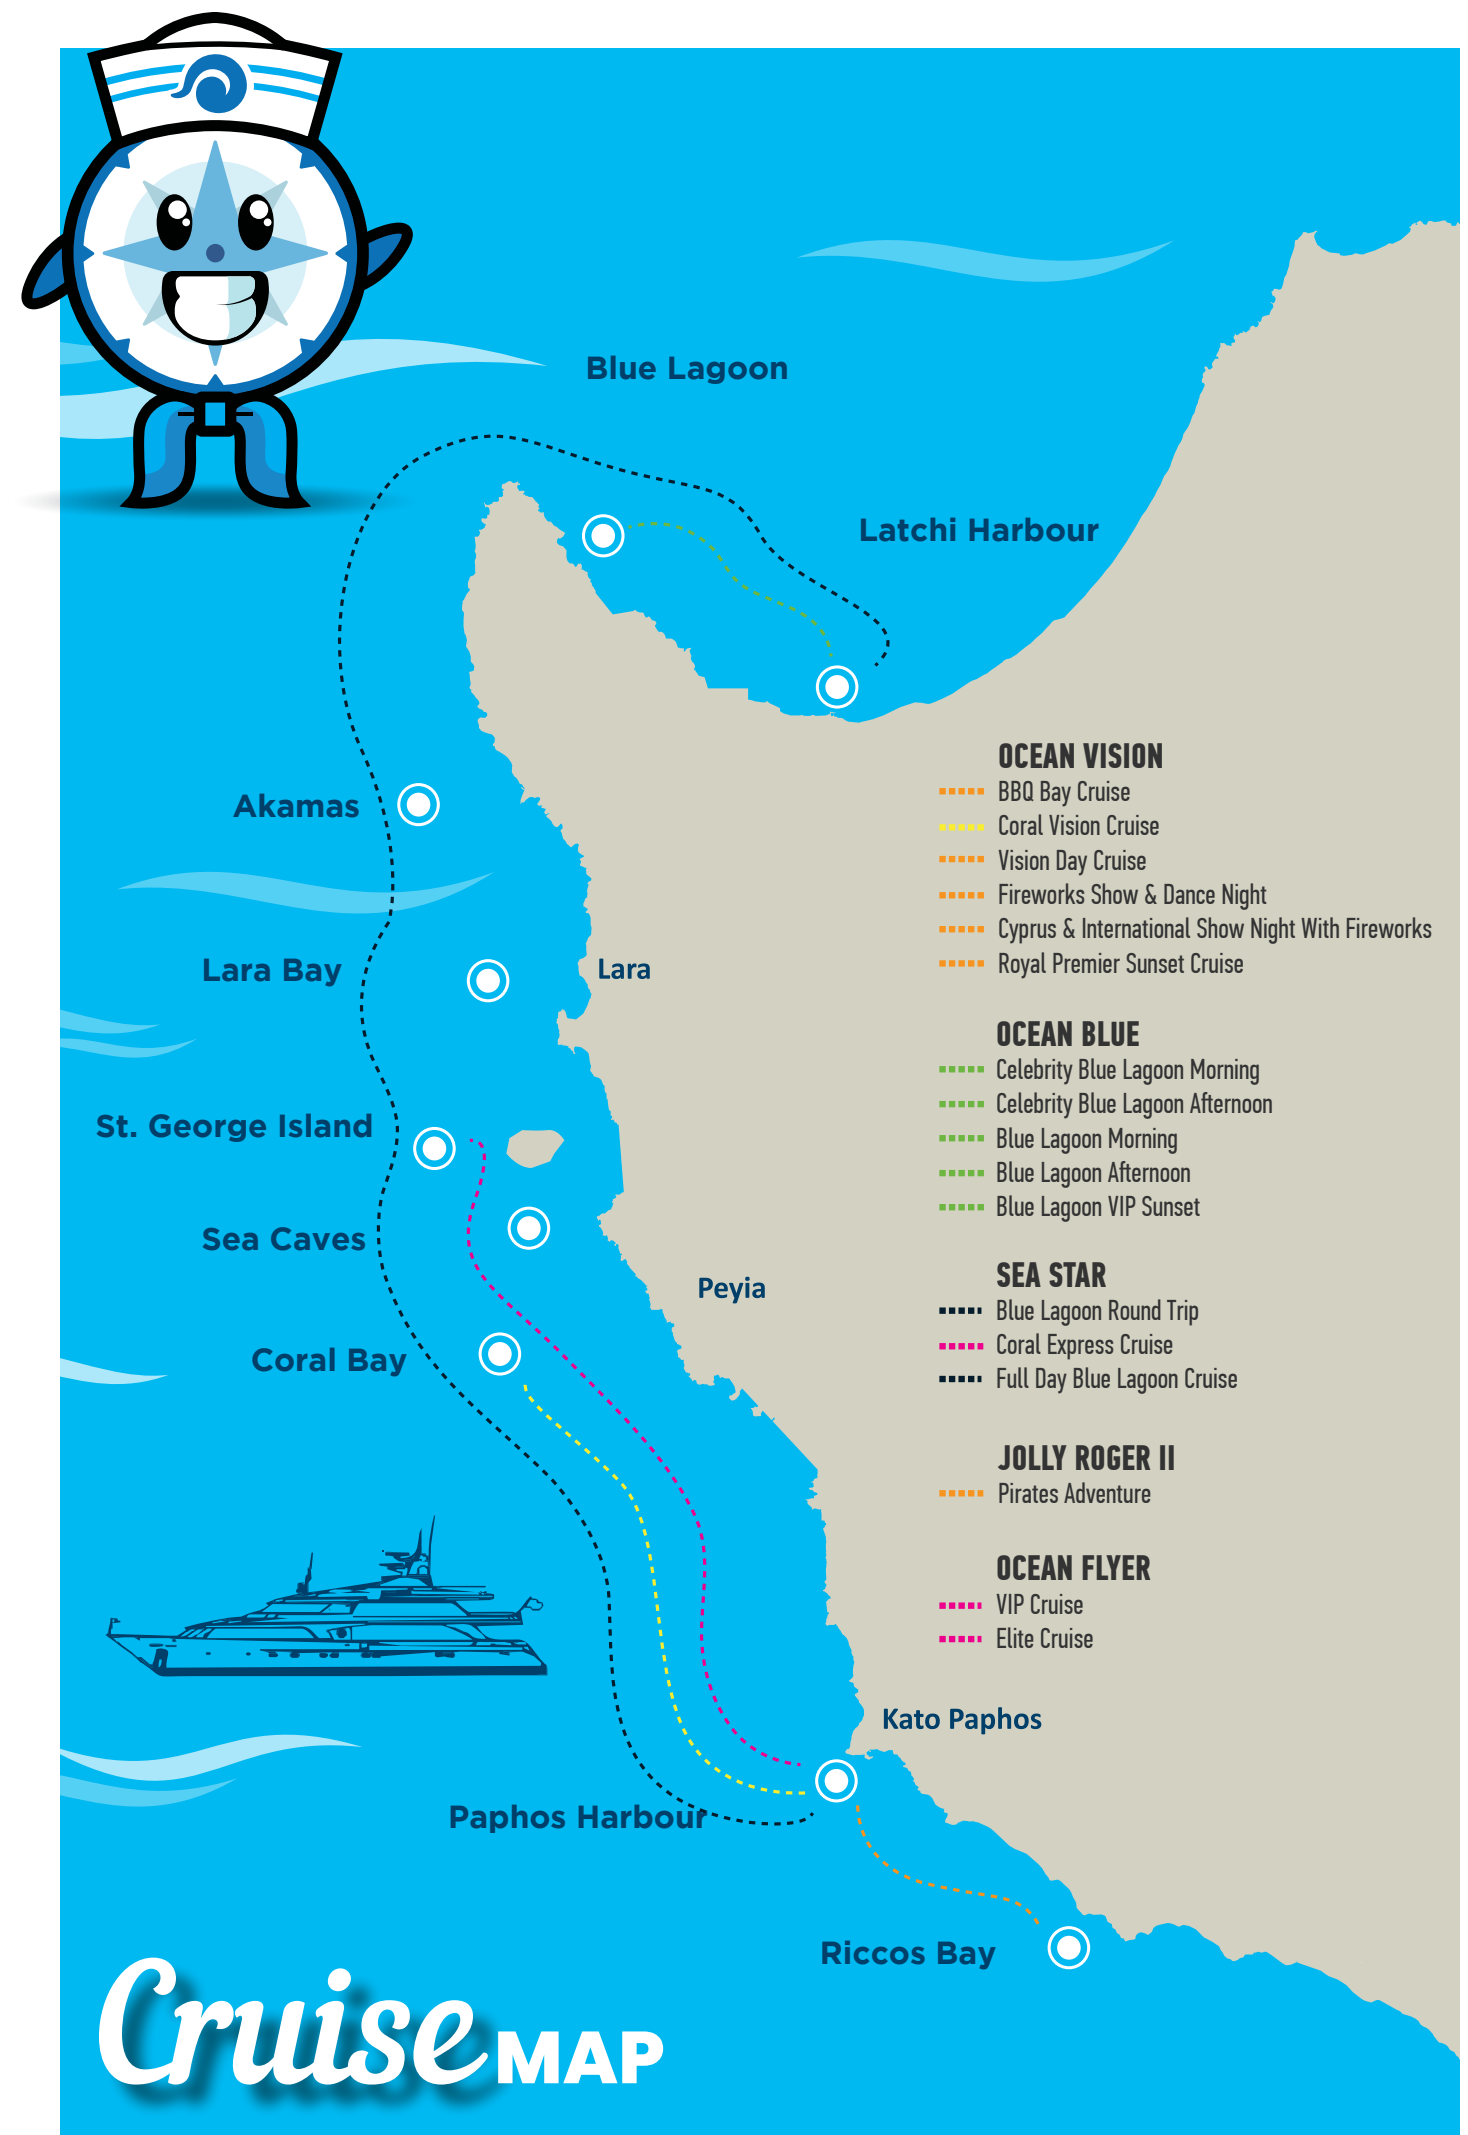 Blue Lagoon
Latchi Harbour
Akamas
Lara Bay
Lara
St. George Island
Sea Caves
Peyia
Coral Bay
Kato Paphos
Paphos Harbour
Riccos Bay
OCEAN VISION
BBQ Bay Cruise
Coral Vision Cruise
Vision Day Cruise
Fireworks Show & Dance Night
Cyprus & International Show Night With Fireworks
Royal Premier Sunset Cruise
OCEAN BLUE
Celebrity Blue Lagoon Morning
Celebrity Blue Lagoon Afternoon
Blue Lagoon Morning
Blue Lagoon Afternoon
Blue Lagoon VIP Sunset
SEA STAR
Blue Lagoon Round Trip
Coral Express Cruise
Full Day Blue Lagoon Cruise
JOLLY ROGER II
Pirates Adventure
OCEAN FLYER
VIP Cruise
Elite Cruise
Cruise MAP